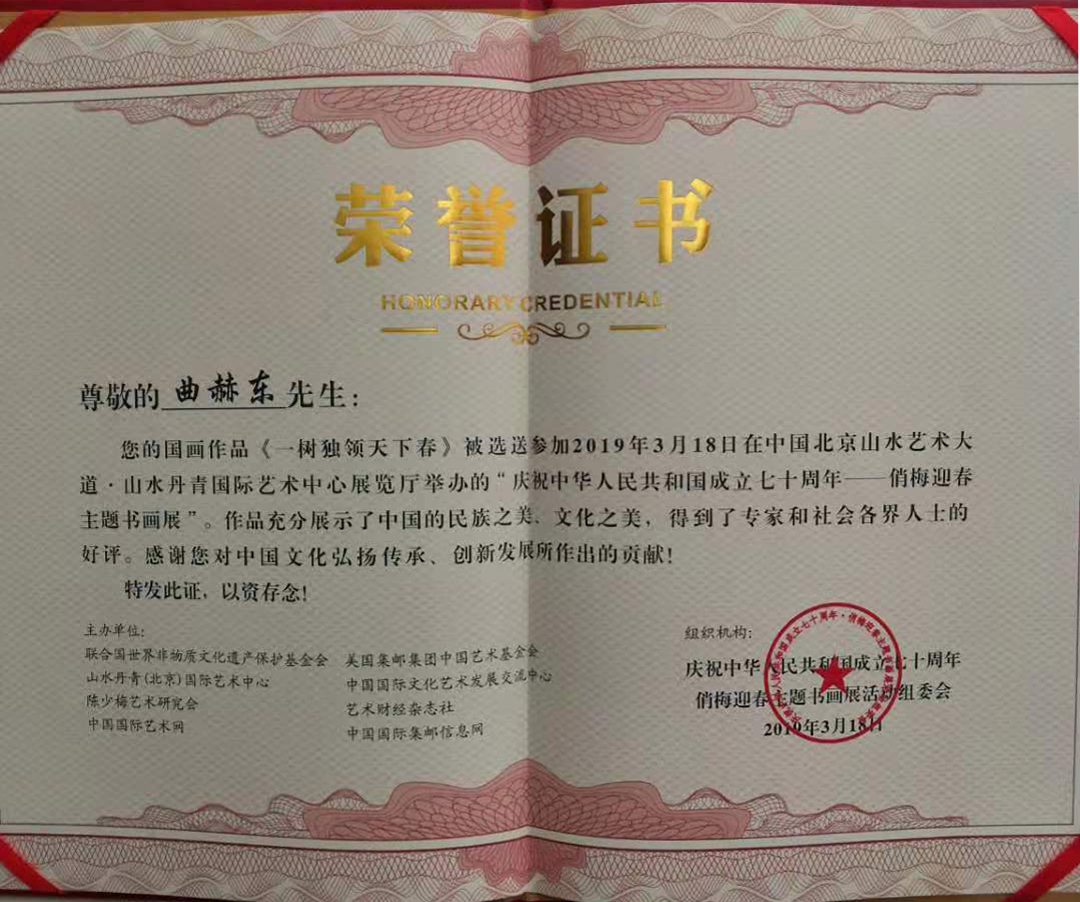 荣誉证书
HONORARY CREDENTIAL
尊敬的 曲赫东 先生：
您的国画作品《一树独领天下春》被选送参加2019年3月18日在中国北京山水艺术大
道·山水丹青国际艺术中心展览厅举办的“庆祝中华人民共和国成立七十周年——俏梅迎春
主题书画展”。作品充分展示了中国的民族之美、文化之美，得到了专家和社会各界人士的
好评。感谢您对中国文化弘扬传承、创新发展所作出的贡献！
特发此证，以资存念！
主办单位：
联合国世界非物质文化遗产保护基金会 美国集邮集团中国艺术基金会
山水丹青(北京)国际艺术中心 中国国际文化艺术发展交流中心
陈少梅艺术研究会 艺术财经杂志社
中国国际艺术网 中国国际集邮信息网
组织机构：
庆祝中华人民共和国成立七十周年
俏梅迎春主题书画展活动组委会
2019年3月18日